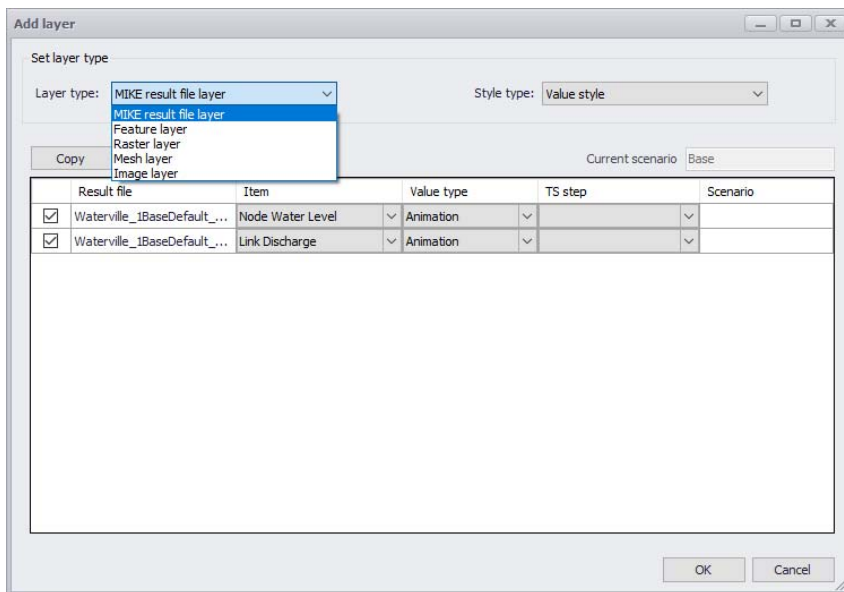 Add layer
Set layer type
Layer type: MIKE result file layer Style type: Value style
MIKE result file layer
Feature layer
Raster layer
Mesh layer
Image layer
Copy Current scenario Base
Result file Item Value type TS step Scenario
Waterville_1BaseDefault_... Node Water Level Animation
Waterville_1BaseDefault_... Link Discharge Animation
OK Cancel